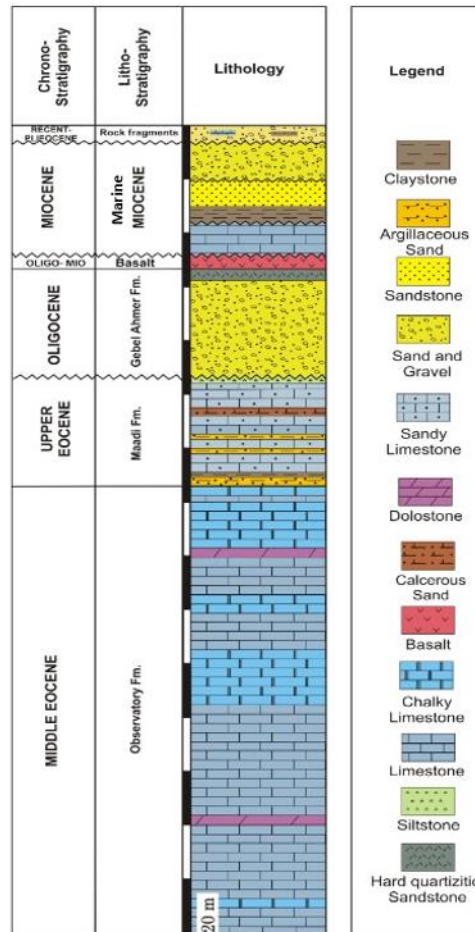 Chrono-
Stratigraphy
Litho-
Stratigraphy
Lithology
RECENT-
PLIEOCENE
Rock fragments
MIOCENE
Marine
MIOCENE
OLIGO- MIO
Basalt
OLIGOCENE
Gebel Ahmer Fm.
UPPER
EOCENE
Maadi Fm.
MIDDLE EOCENE
Observatory Fm.
20 m
Legend
Claystone
Argillaceous
Sand
Sandstone
Sand and
Gravel
Sandy
Limestone
Dolostone
Calcerous
Sand
Basalt
Chalky
Limestone
Limestone
Siltstone
Hard quartizitic
Sandstone